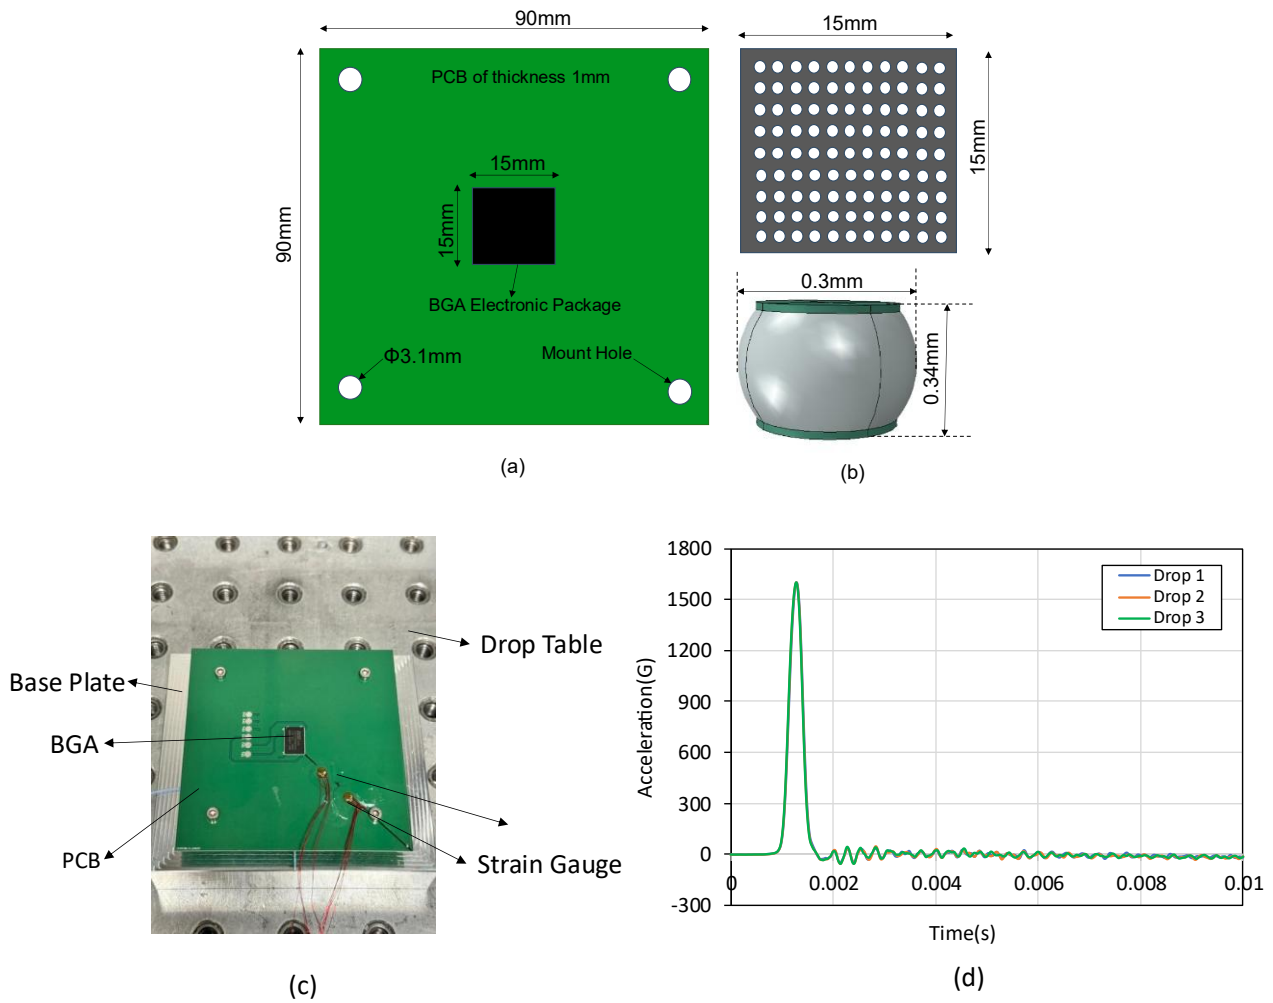 90mm
PCB of thickness 1mm
15mm
15mm
90mm
BGA Electronic Package
Φ3.1mm
Mount Hole
(a)
15mm
15mm
0.3mm
0.34mm
(b)
Drop Table
Base Plate
BGA
PCB
Strain Gauge
(c)
1800
1500
1200
900
600
300
0
-300
Acceleration(G)
Drop 1
Drop 2
Drop 3
0
0.002
0.004
0.006
0.008
0.01
Time(s)
(d)